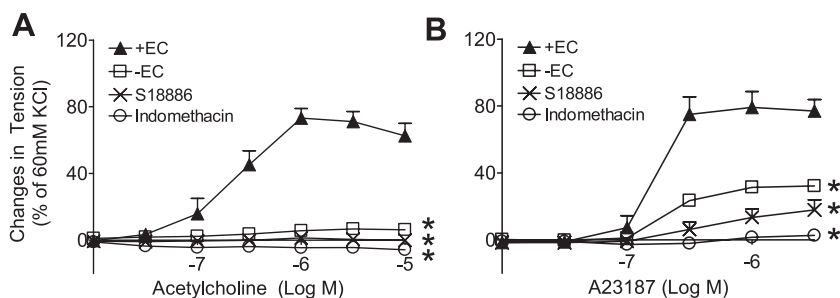 A
120
80
40
0
+EC
-EC
S18886
Indomethacin
Changes in Tension
(% of 60mM KCl)
*
*
*
-7
-6
-5
Acetylcholine (Log M)
B
120
80
40
0
+EC
-EC
S18886
Indomethacin
*
*
*
-7
-6
A23187 (Log M)